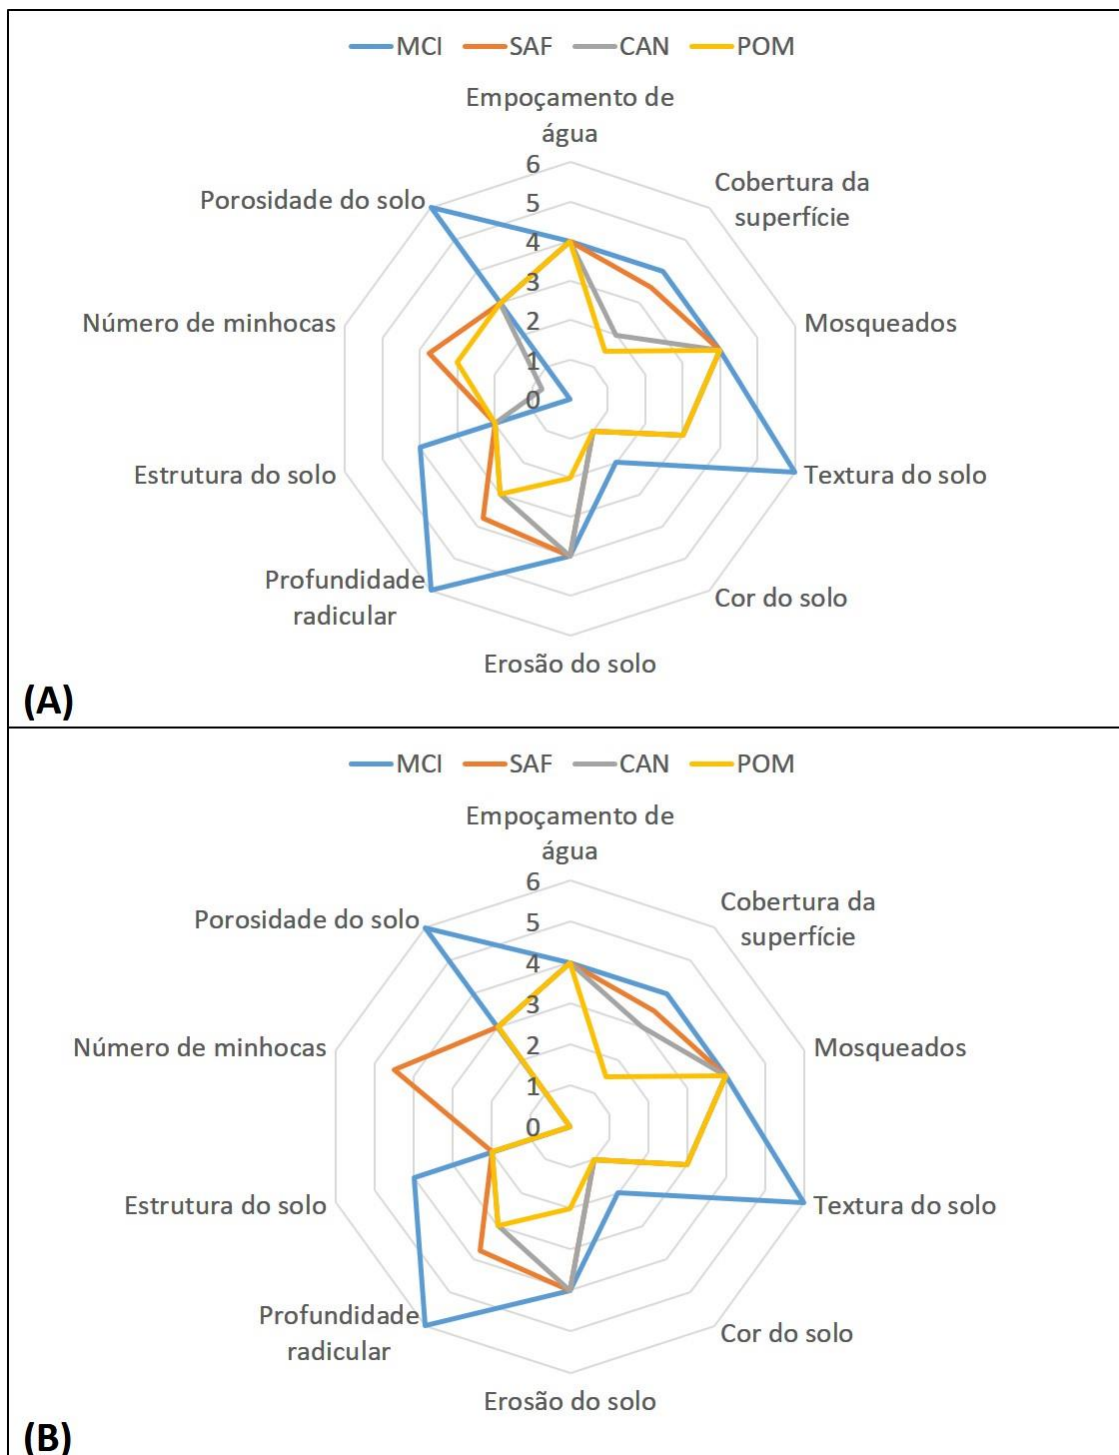 MCI SAF CAN POM
Empoçamento de
água
Cobertura da
superfície
Mosqueados
Textura do solo
Cor do solo
Erosão do solo
Profundidade
radicular
Estrutura do solo
Número de minhocas
Porosidade do solo
6
5
4
3
2
1
0
(A)
MCI SAF CAN POM
Empoçamento de
água
Cobertura da
superfície
Mosqueados
Textura do solo
Cor do solo
Erosão do solo
Profundidade
radicular
Estrutura do solo
Número de minhocas
Porosidade do solo
6
5
4
3
2
1
0
(B)